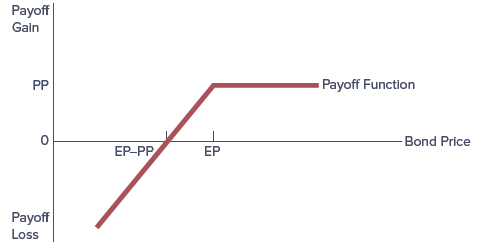 Payoff
Gain
PP
Payoff Function
0
Bond Price
EP–PP
EP
Payoff
Loss